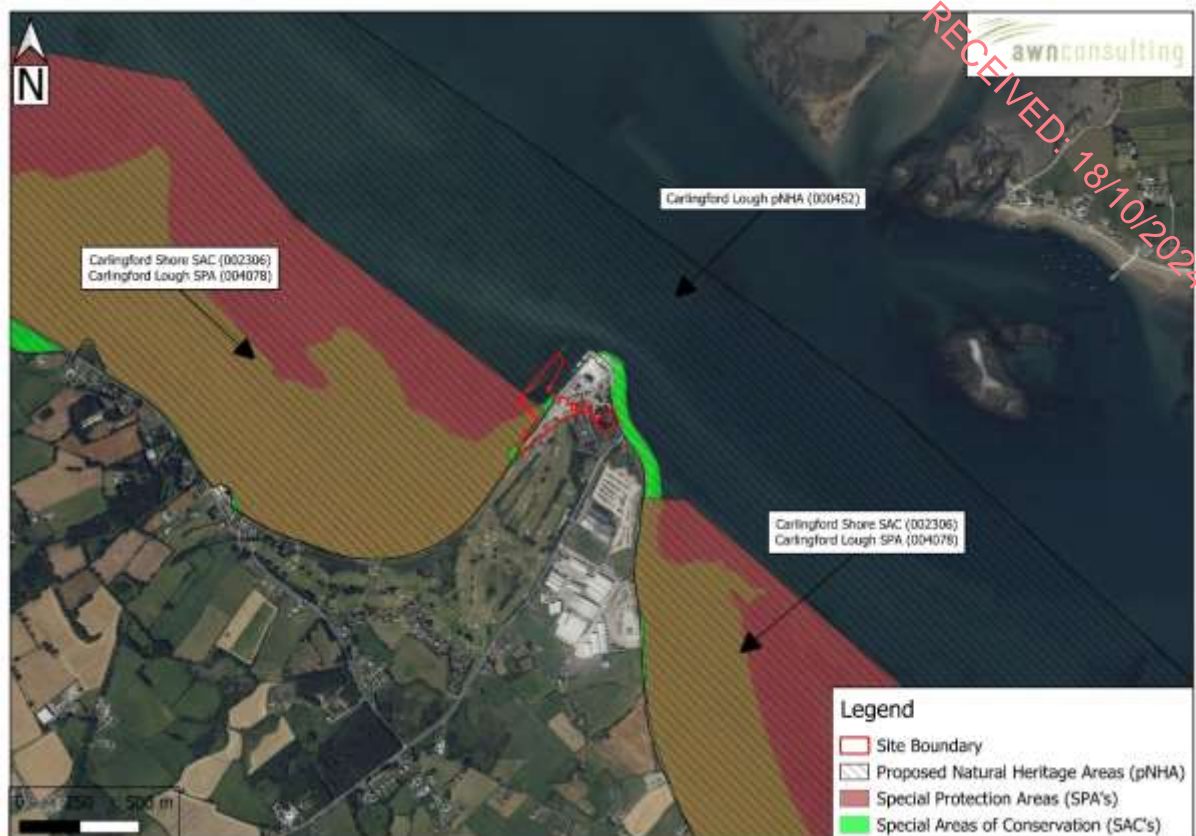 N
awnconsulting
RECEIVED: 18/10/2024
Carlingford Lough pNHA (000452)
Carlingford Shore SAC (002306)
Carlingford Lough SPA (004078)
Carlingford Shore SAC (002306)
Carlingford Lough SPA (004078)
Legend
Site Boundary
Proposed Natural Heritage Areas (pNHA)
Special Protection Areas (SPA's)
Special Areas of Conservation (SAC's)
0 250 500 m